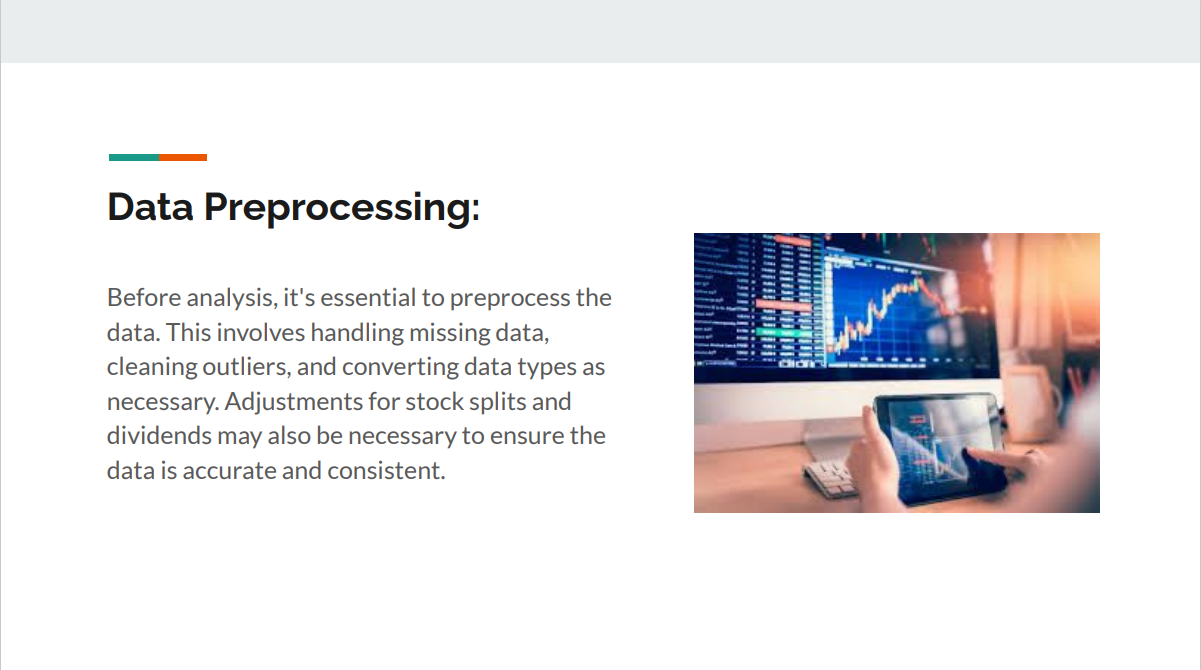 Data Preprocessing:
Before analysis, it's essential to preprocess the
data. This involves handling missing data,
cleaning outliers, and converting data types as
necessary. Adjustments for stock splits and
dividends may also be necessary to ensure the
data is accurate and consistent.